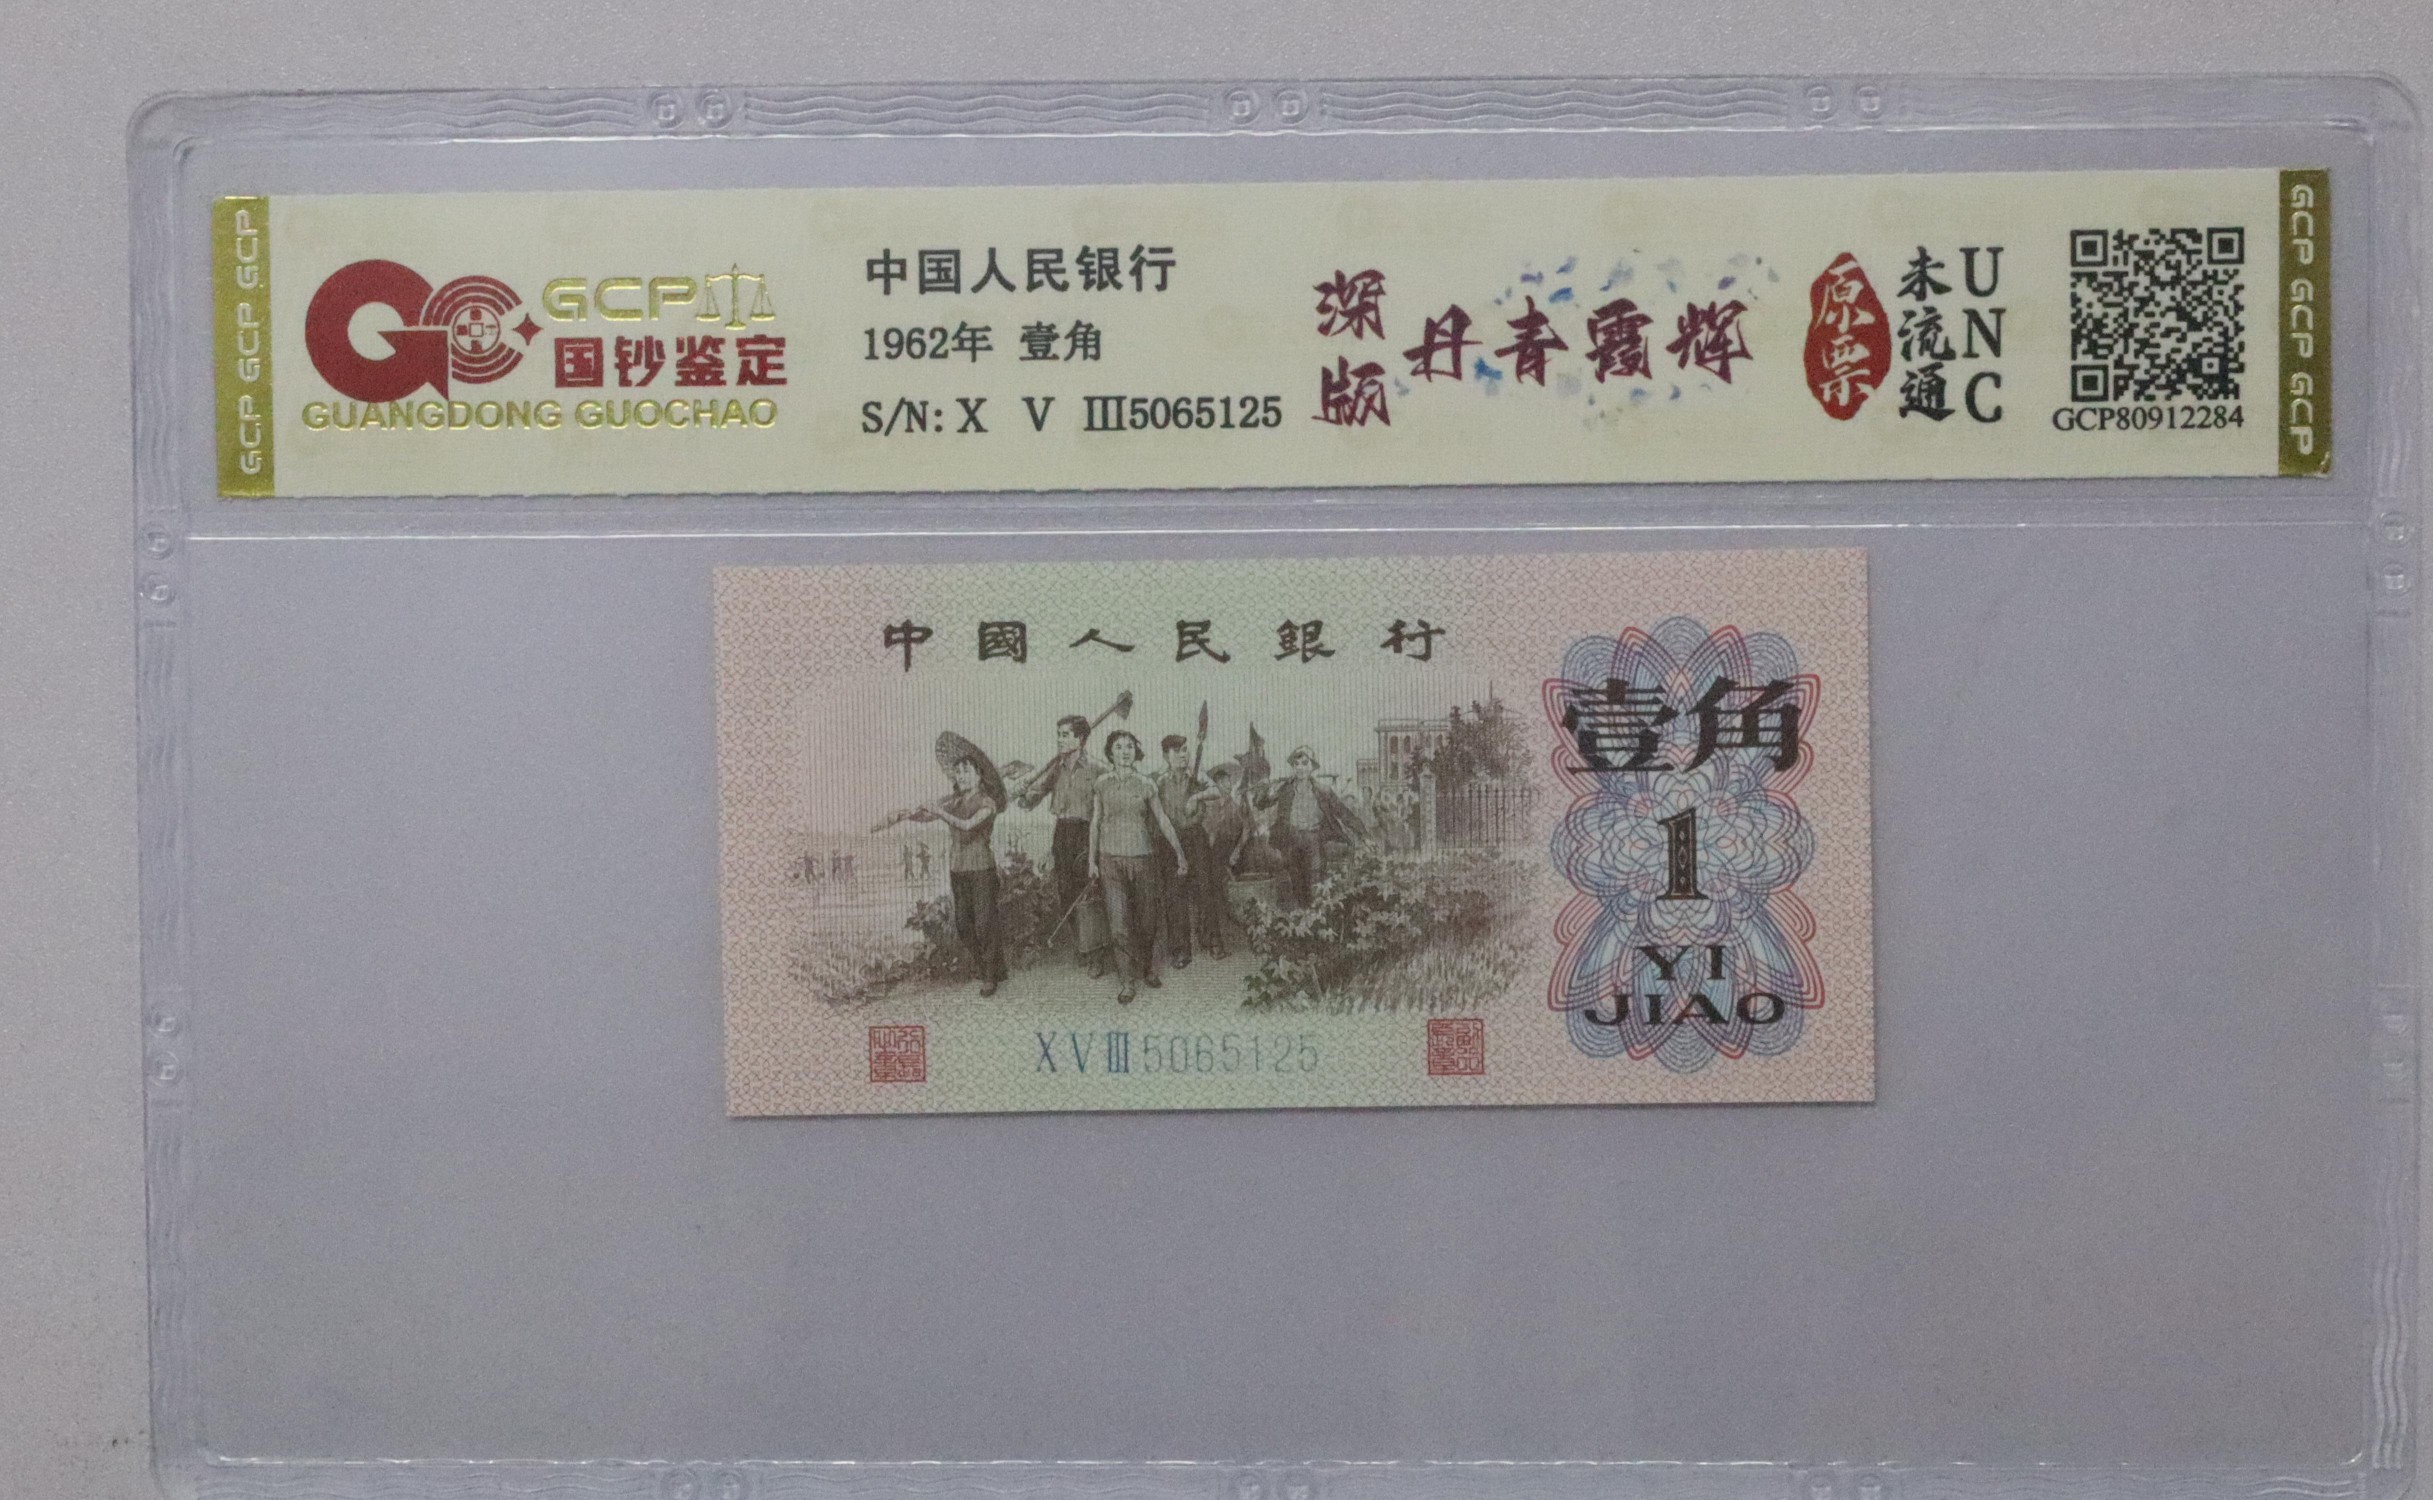 GCP GCP GCP
GCP
国钞鉴定
GUANGDONG GUOCHAO
中国人民银行
1962年 壹角
S/N: X V Ⅲ5065125
深版
丹青霞辉
原票
未流通
UNC
GCP80912284
GCP GCP GCP
中國人民銀行
壹角
1
YI
JIAO
X V Ⅲ 5065125